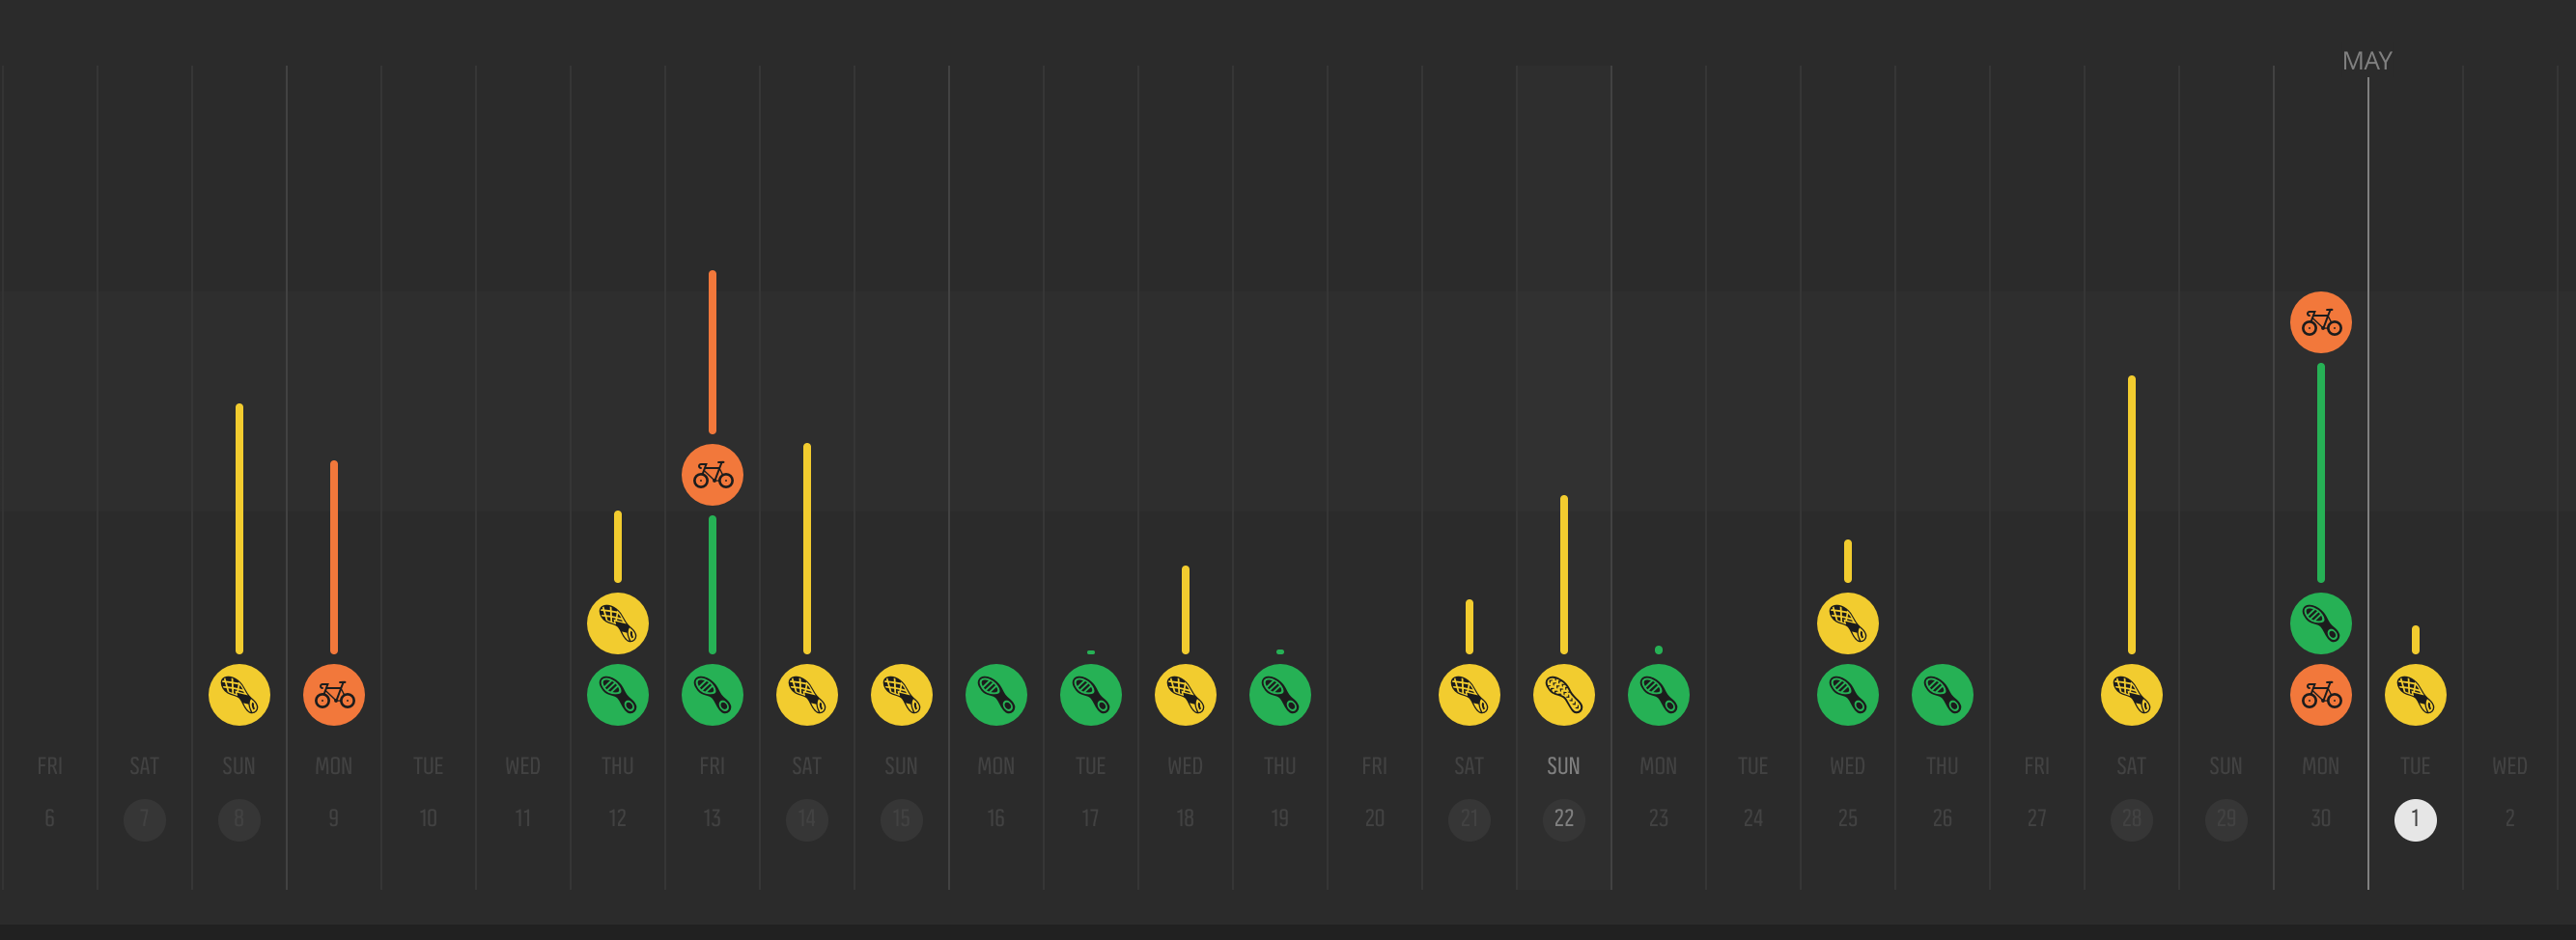 MAY
FRI SAT SUN MON TUE WED THU FRI SAT SUN MON TUE WED THU FRI SAT SUN MON TUE WED THU FRI SAT SUN MON TUE WED
6 7 8 9 10 11 12 13 14 15 16 17 18 19 20 21 22 23 24 25 26 27 28 29 30 1 2